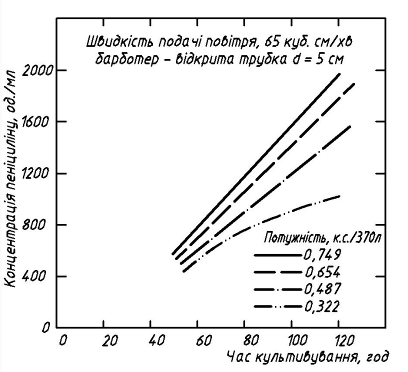 Швидкість подачі повітря, 65 куб. см/хв
барботер – відкрита трубка d = 5 см
Концентрація пеніциліну, од./мл
2000
1600
1200
800
400
0
Потужність, к.с./370л
0,749
0,654
0,487
0,322
0 20 40 50 60 80 100 120
Час культивування, год